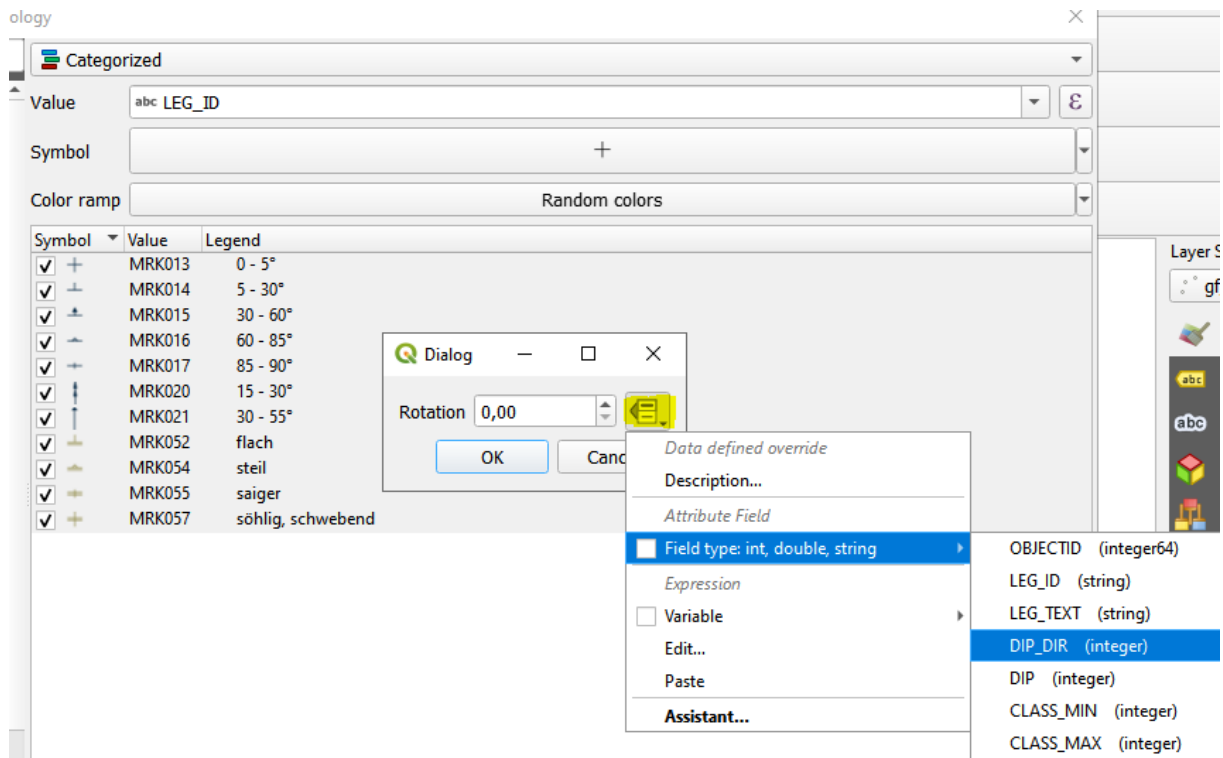 ology
Categorized
Value abc LEG_ID ε
Symbol
Color ramp Random colors
Symbol Value Legend
MRK013 0 - 5°
MRK014 5 - 30°
MRK015 30 - 60°
MRK016 60 - 85°
MRK017 85 - 90°
MRK020 15 - 30°
MRK021 30 - 55°
MRK052 flach
MRK054 steil
MRK055 saiger
MRK057 söhlig, schwebend
Dialog
Rotation 0,00
OK Canc
Data defined override
Description...
Attribute Field
Field type: int, double, string
Expression
Variable
Edit...
Paste
Assistant...
OBJECTID (integer64)
LEG_ID (string)
LEG_TEXT (string)
DIP_DIR (integer)
DIP (integer)
CLASS_MIN (integer)
CLASS_MAX (integer)
Layer S
gf
abc
abc